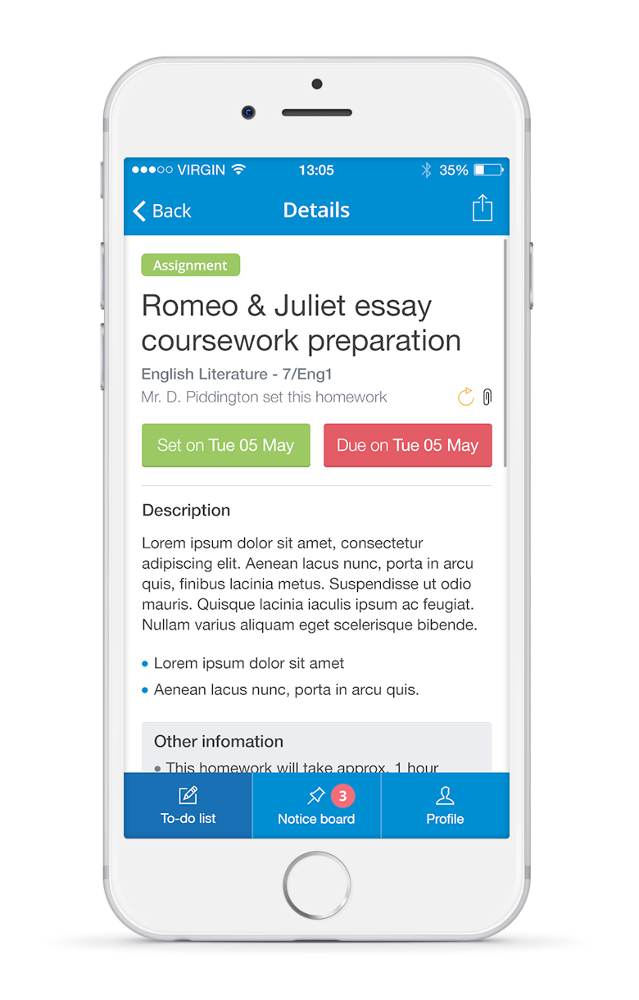 VIRGIN 13:05 35%
Back Details
Assignment
Romeo & Juliet essay
coursework preparation
English Literature - 7/Eng1
Mr. D. Piddington set this homework
Set on Tue 05 May Due on Tue 05 May
Description
Lorem ipsum dolor sit amet, consectetur
adipiscing elit. Aenean lacus nunc, porta in arcu
quis, finibus lacinia metus. Suspendisse ut odio
mauris. Quisque lacinia iaculis ipsum ac feugiat.
Nullam varius aliquam eget scelerisque bibende.
• Lorem ipsum dolor sit amet
• Aenean lacus nunc, porta in arcu quis.
Other infomation
• This homework will take approx. 1 hour
3
To-do list Notice board Profile